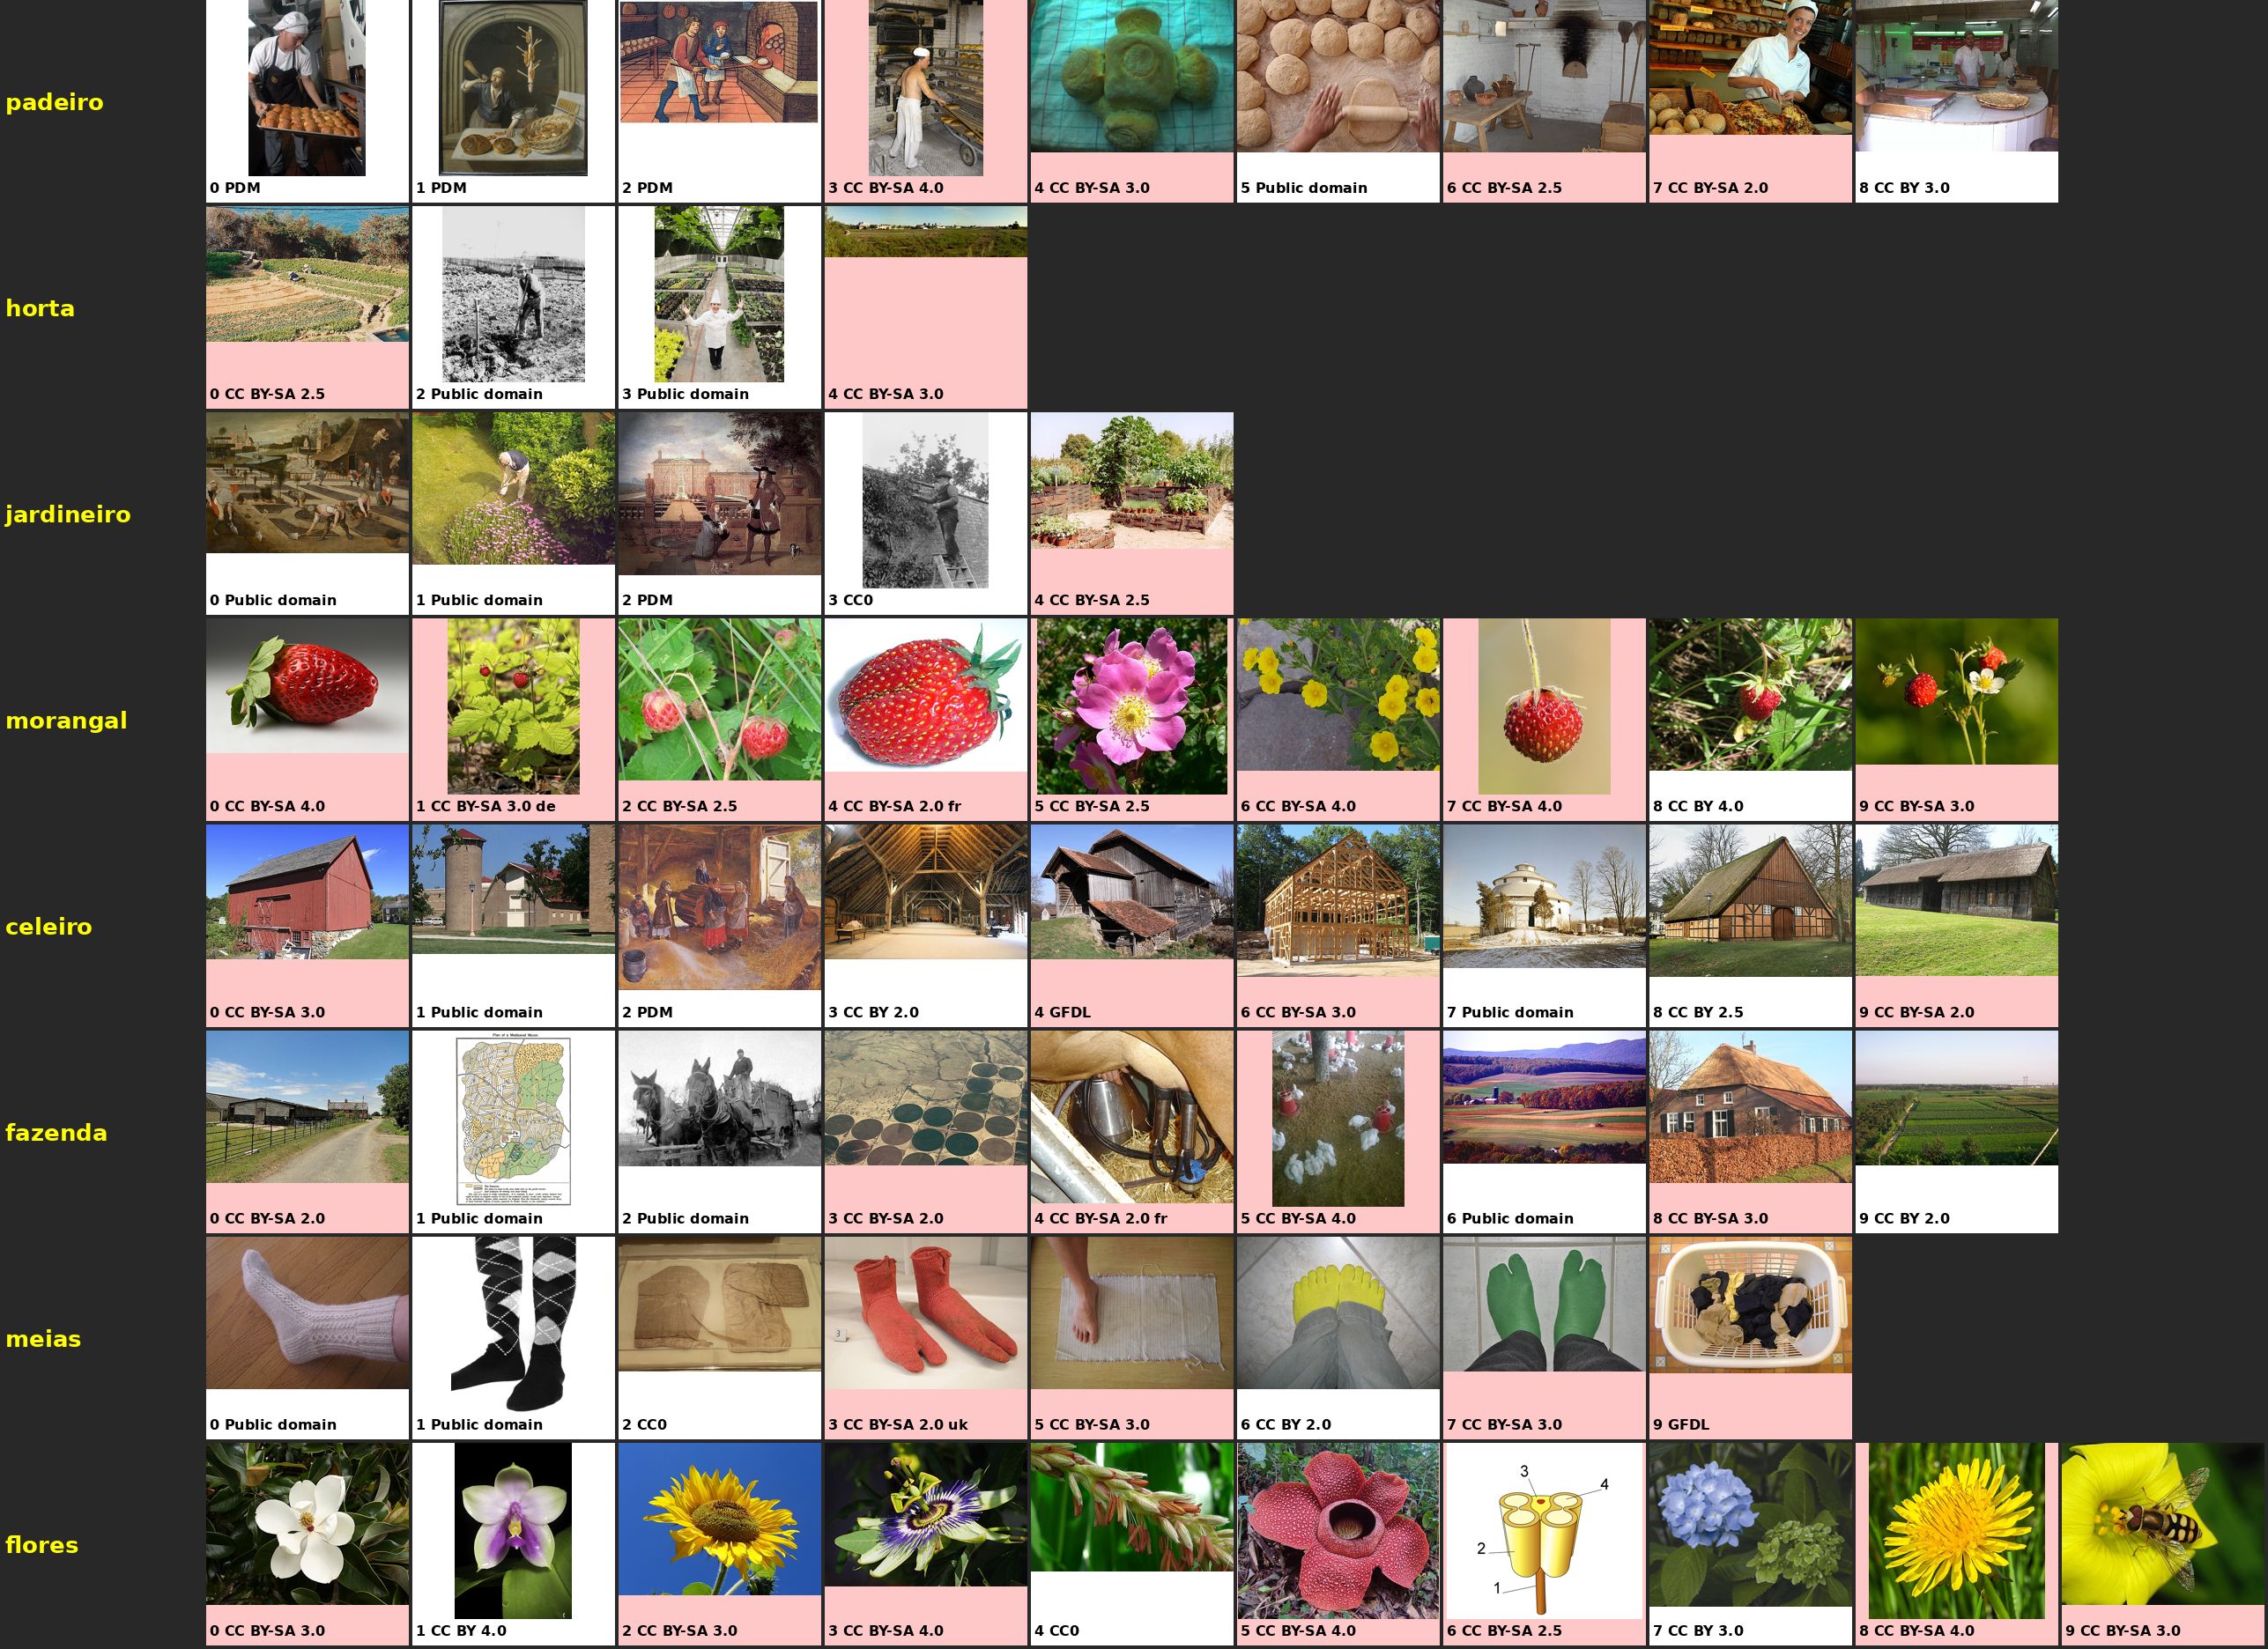 padeiro
0 PDM
1 PDM
2 PDM
3 CC BY-SA 4.0
4 CC BY-SA 3.0
5 Public domain
6 CC BY-SA 2.5
7 CC BY-SA 2.0
8 CC BY 3.0
horta
0 CC BY-SA 2.5
2 Public domain
3 Public domain
4 CC BY-SA 3.0
jardineiro
0 Public domain
1 Public domain
2 PDM
3 CC0
4 CC BY-SA 2.5
morangal
0 CC BY-SA 4.0
1 CC BY-SA 3.0 de
2 CC BY-SA 2.5
4 CC BY-SA 2.0 fr
5 CC BY-SA 2.5
6 CC BY-SA 4.0
7 CC BY-SA 4.0
8 CC BY 4.0
9 CC BY-SA 3.0
celeiro
0 CC BY-SA 3.0
1 Public domain
2 PDM
3 CC BY 2.0
4 GFDL
6 CC BY-SA 3.0
7 Public domain
8 CC BY 2.5
9 CC BY-SA 2.0
fazenda
0 CC BY-SA 2.0
1 Public domain
2 Public domain
3 CC BY-SA 2.0
4 CC BY-SA 2.0 fr
5 CC BY-SA 4.0
6 Public domain
8 CC BY-SA 3.0
9 CC BY 2.0
meias
0 Public domain
1 Public domain
2 CC0
3 CC BY-SA 2.0 uk
5 CC BY-SA 3.0
6 CC BY 2.0
7 CC BY-SA 3.0
9 GFDL
flores
3
4
2
1
0 CC BY-SA 3.0
1 CC BY 4.0
2 CC BY-SA 3.0
3 CC BY-SA 4.0
4 CC0
5 CC BY-SA 4.0
6 CC BY-SA 2.5
7 CC BY 3.0
8 CC BY-SA 4.0
9 CC BY-SA 3.0